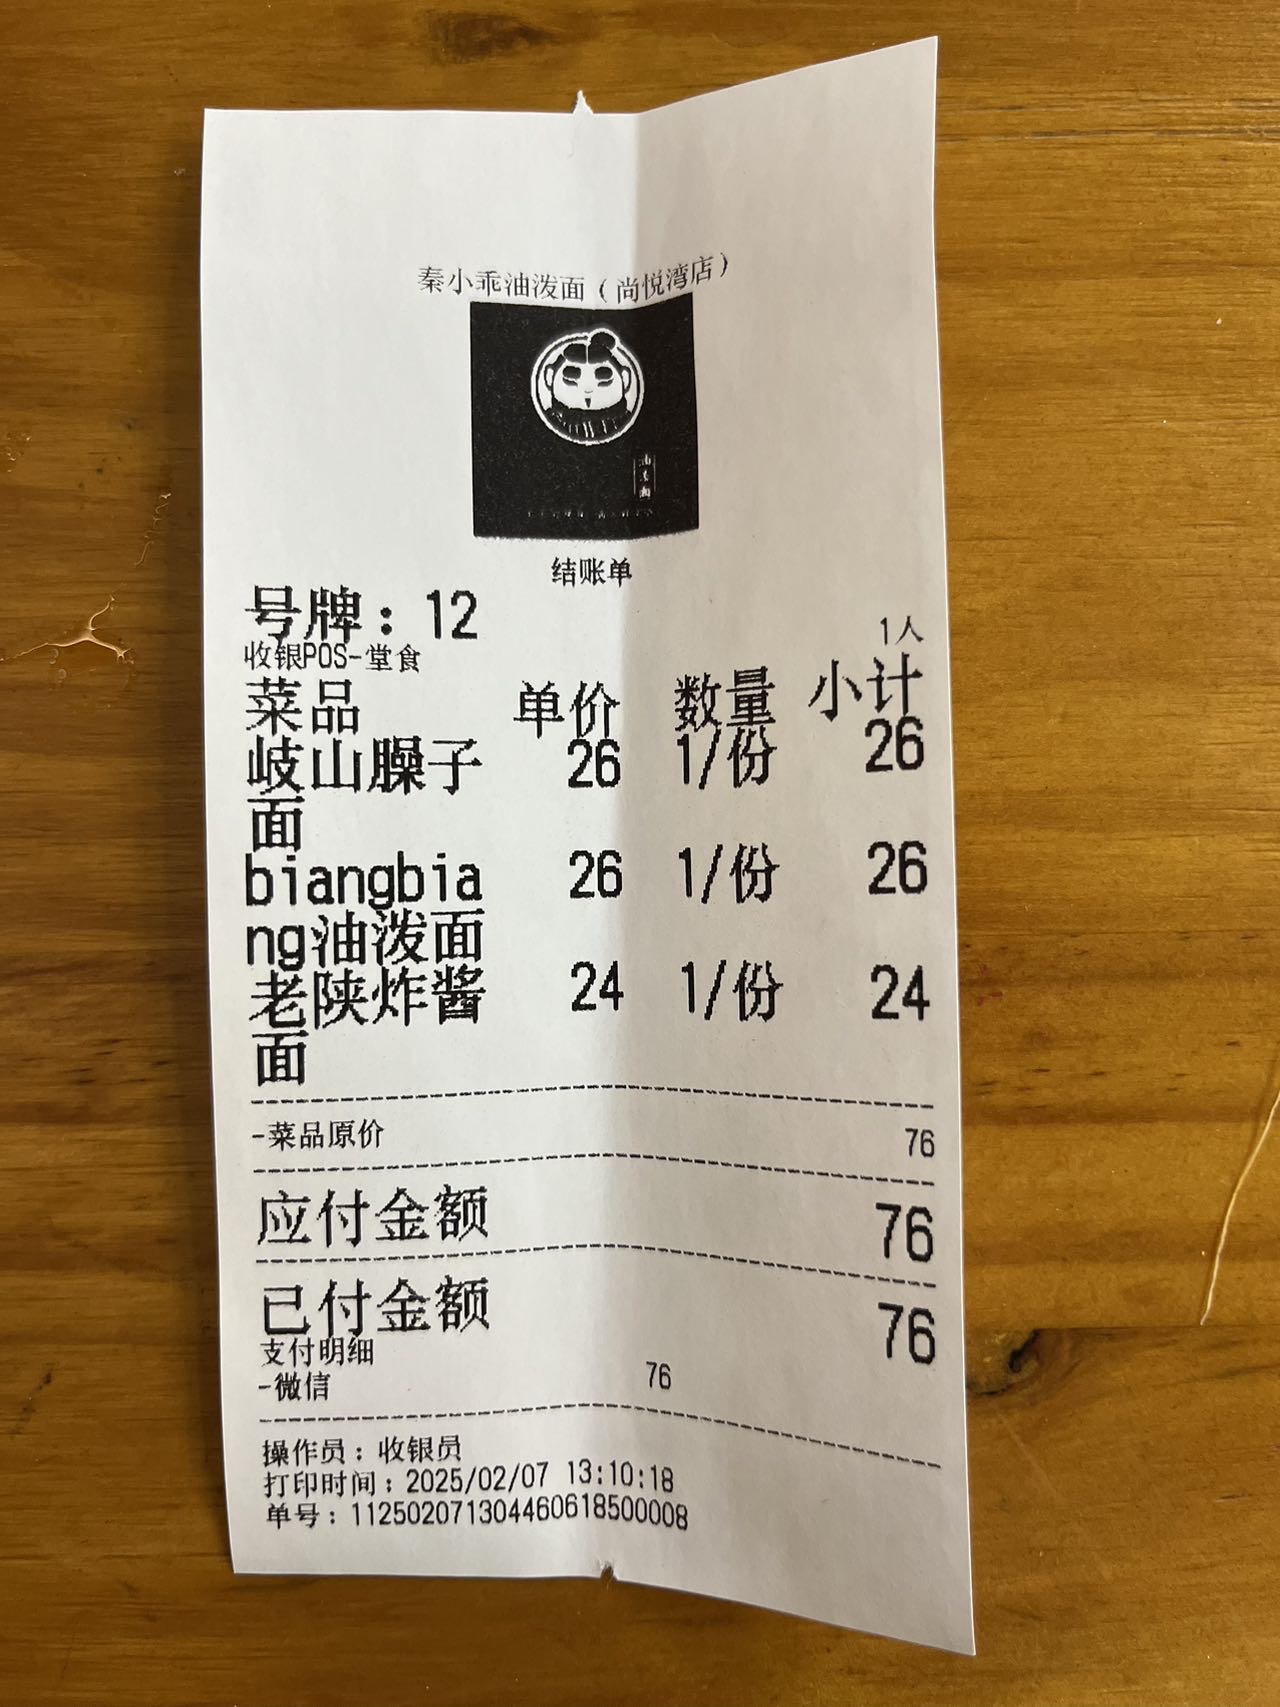 秦小乖油泼面（尚悦湾店）
油泼面
结账单
号牌：12
1人
收银POS-堂食
菜品 单价 数量 小计
岐山臊子 26 1/份 26
面
biangbia 26 1/份 26
ng油泼面
老陕炸酱 24 1/份 24
面
-菜品原价 76
应付金额 76
已付金额 76
支付明细
-微信 76
操作员：收银员
打印时间：2025/02/07 13:10:18
单号：112502071304460618500008